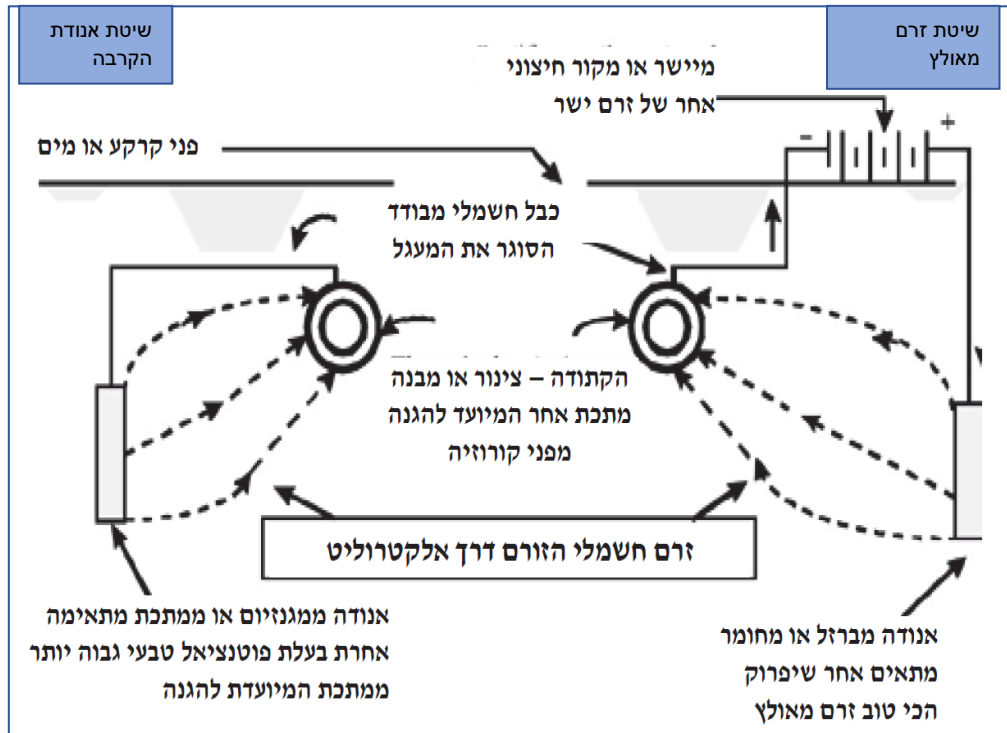 שיטת זרם
מאולץ
שיטת אנודת
הקרבה
מיישר או מקור חיצוני
אחר של זרם ישר
- +
פני קרקע או מים
כבל חשמלי מבודד
הסוגר את המעגל
הקתודה – צינור או מבנה
מתכת אחר המיועד להגנה
מפני קורוזיה
זרם חשמלי הזורם דרך אלקטרוליט
אנודה מברזל או מחומר
מתאים אחר שיפרוק
הכי טוב זרם מאולץ
אנודה ממגנזיום או ממתכת מתאימה
אחרת בעלת פוטנציאל טבעי גבוה יותר
ממתכת המיועדת להגנה